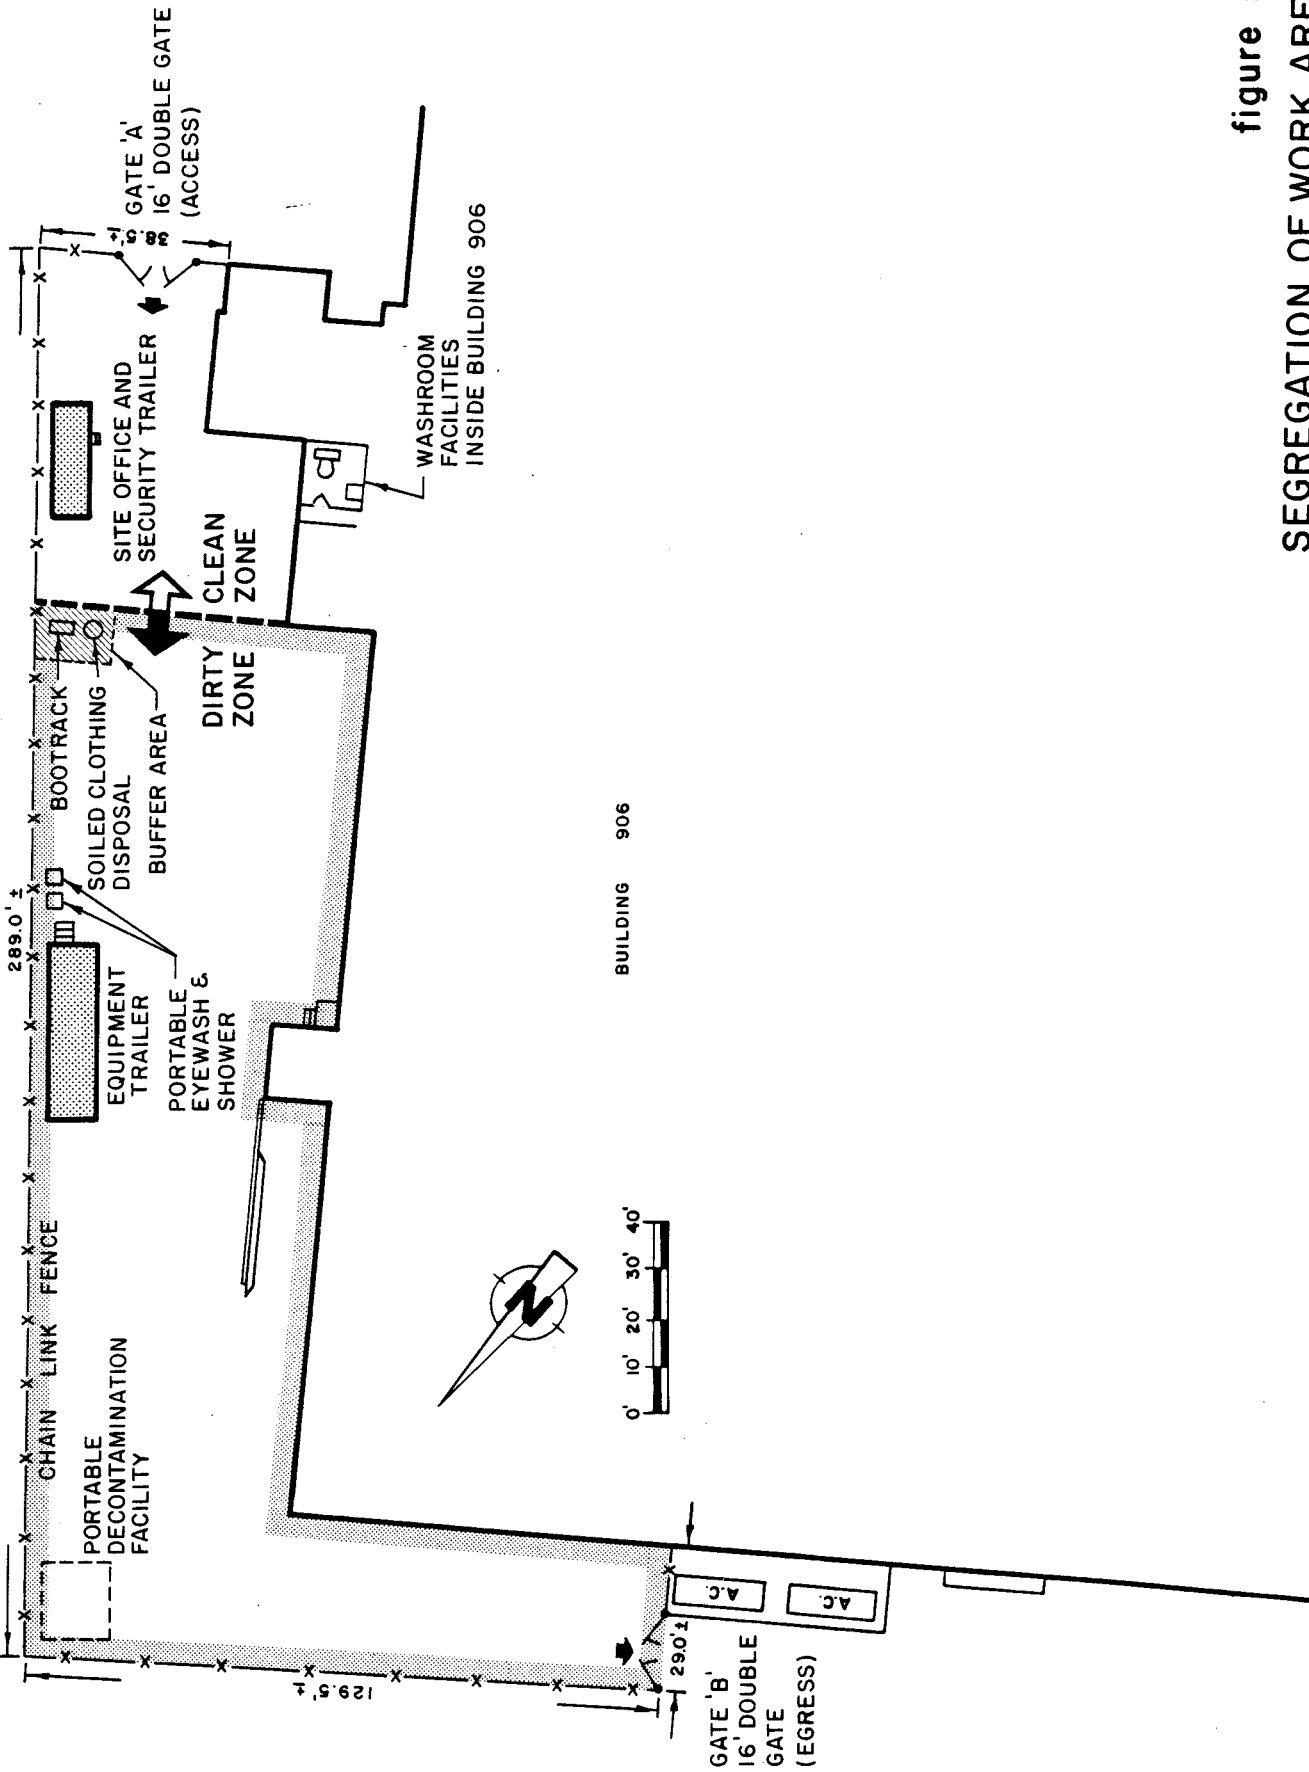 figure
SEGREGATION OF WORK
GATE 'A'
16' DOUBLE GATE
(ACCESS)
38.5'±
SITE OFFICE AND
SECURITY TRAILER
WASHROOM
FACILITIES
INSIDE BUILDING 906
CLEAN
ZONE
DIRTY
ZONE
BOOTRACK
SOILED CLOTHING
DISPOSAL
BUFFER AREA
289.0'±
EQUIPMENT
TRAILER
PORTABLE
EYEWASH &
SHOWER
BUILDING 906
CHAIN LINK FENCE
PORTABLE
DECONTAMINATION
FACILITY
N
0' 10' 20' 30' 40'
129.5'±
A.C.
A.C.
29.0'±
GATE 'B'
16' DOUBLE
GATE
(EGRESS)